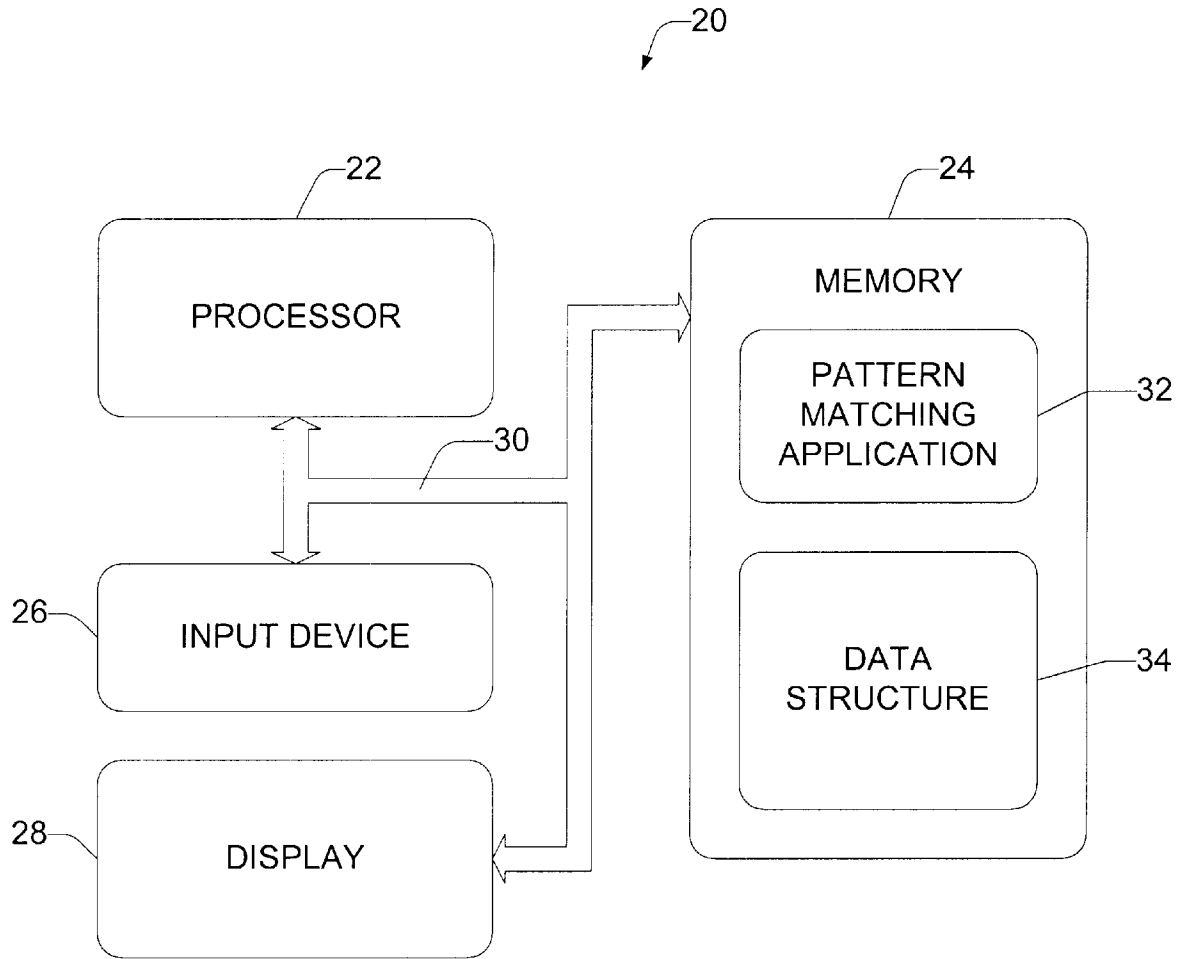 20
22
24
PROCESSOR
MEMORY
PATTERN
MATCHING
APPLICATION
32
30
26
INPUT DEVICE
DATA
STRUCTURE
34
28
DISPLAY